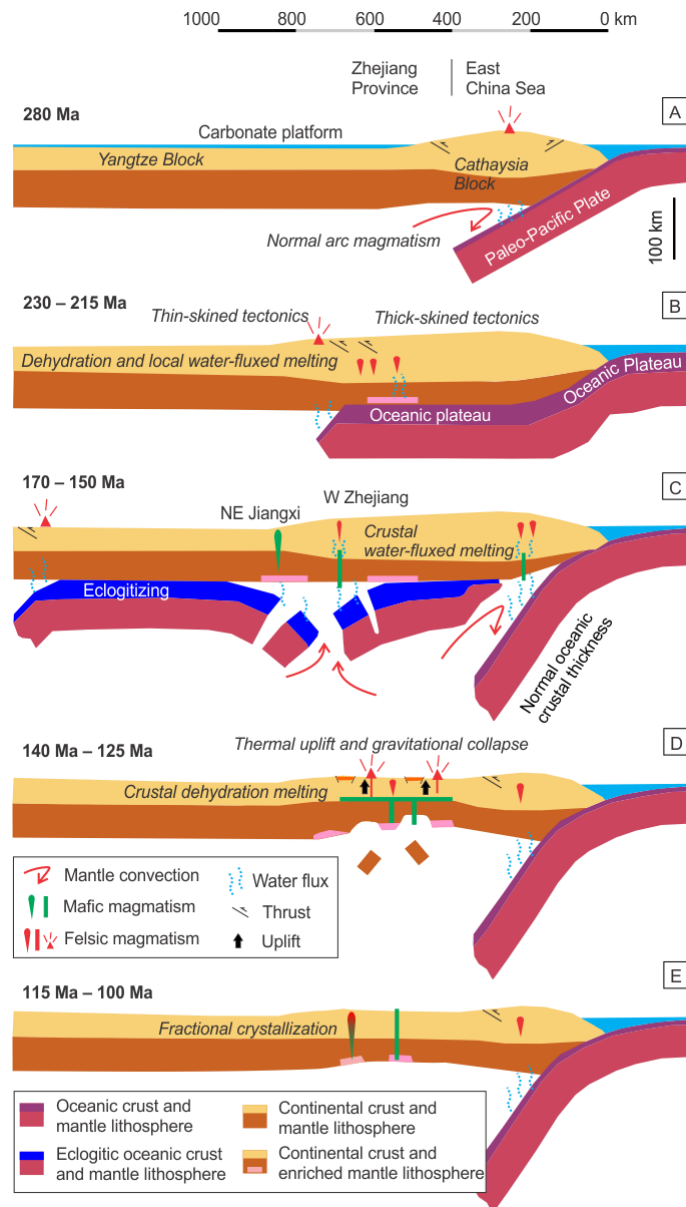 1000 800 600 400 200 0 km
Zhejiang
Province
East
China Sea
A
280 Ma
Carbonate platform
Yangtze Block
Cathaysia
Block
Paleo-Pacific Plate
Normal arc magmatism
100 km
B
230 – 215 Ma
Thin-skined tectonics
Thick-skined tectonics
Dehydration and local water-fluxed melting
Oceanic Plateau
Oceanic plateau
C
170 – 150 Ma
W Zhejiang
NE Jiangxi
Crustal
water-fluxed melting
Eclogitizing
Normal oceanic
crustal thickness
D
140 Ma – 125 Ma
Thermal uplift and gravitational collapse
Crustal dehydration melting
Mantle convection
Mafic magmatism
Felsic magmatism
Water flux
Thrust
Uplift
E
115 Ma – 100 Ma
Fractional crystallization
Oceanic crust and
mantle lithosphere
Eclogitic oceanic crust
and mantle lithosphere
Continental crust and
mantle lithosphere
Continental crust and
enriched mantle lithosphere